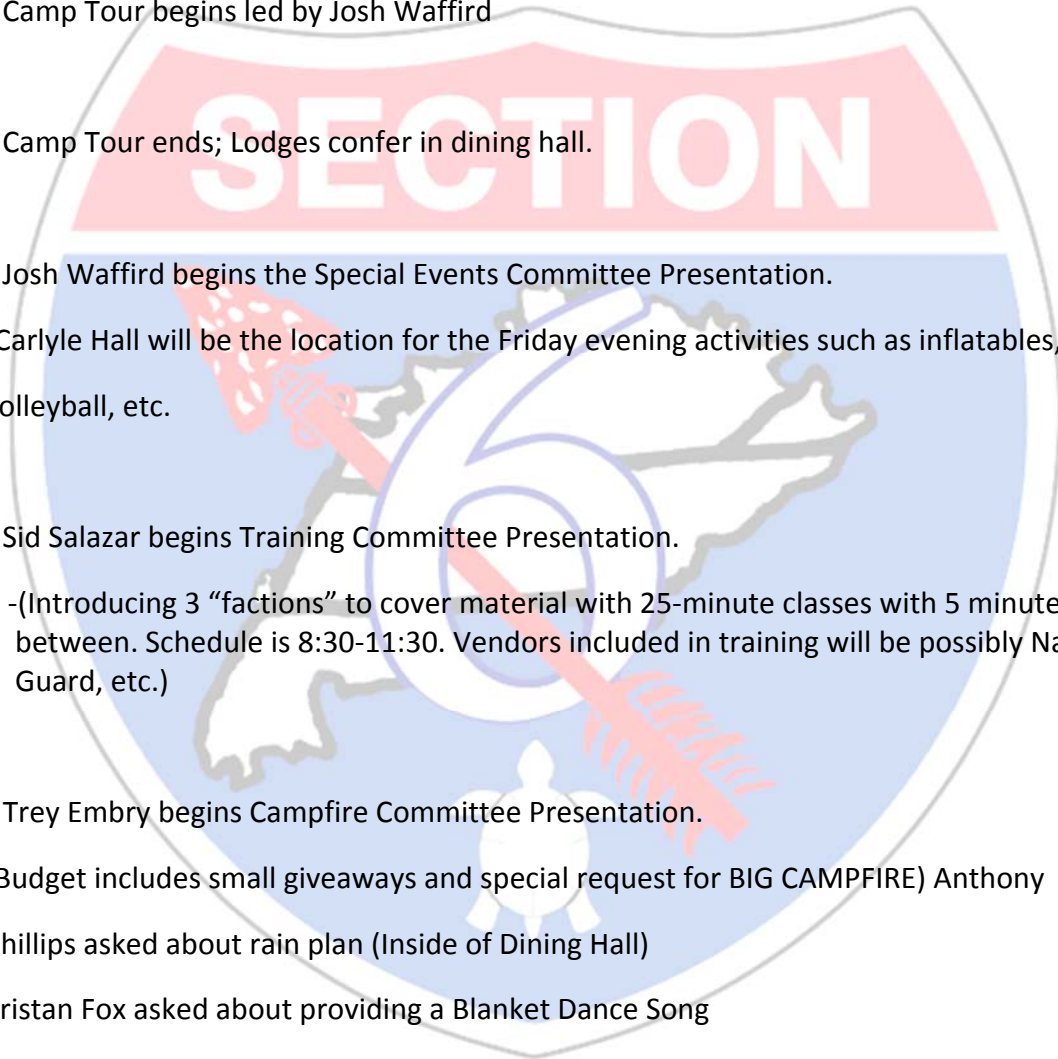 Camp Tour begins led by Josh Waffird
SECTION
Camp Tour ends; Lodges confer in dining hall.
Josh Waffird begins the Special Events Committee Presentation.
Carlyle Hall will be the location for the Friday evening activities such as inflatables,
olleyball, etc.
6
Sid Salazar begins Training Committee Presentation.
-(Introducing 3 “factions” to cover material with 25-minute classes with 5 minute
between. Schedule is 8:30-11:30. Vendors included in training will be possibly Na
Guard, etc.)
Trey Embry begins Campfire Committee Presentation.
Budget includes small giveaways and special request for BIG CAMPFIRE) Anthony
hillips asked about rain plan (Inside of Dining Hall)
ristan Fox asked about providing a Blanket Dance Song